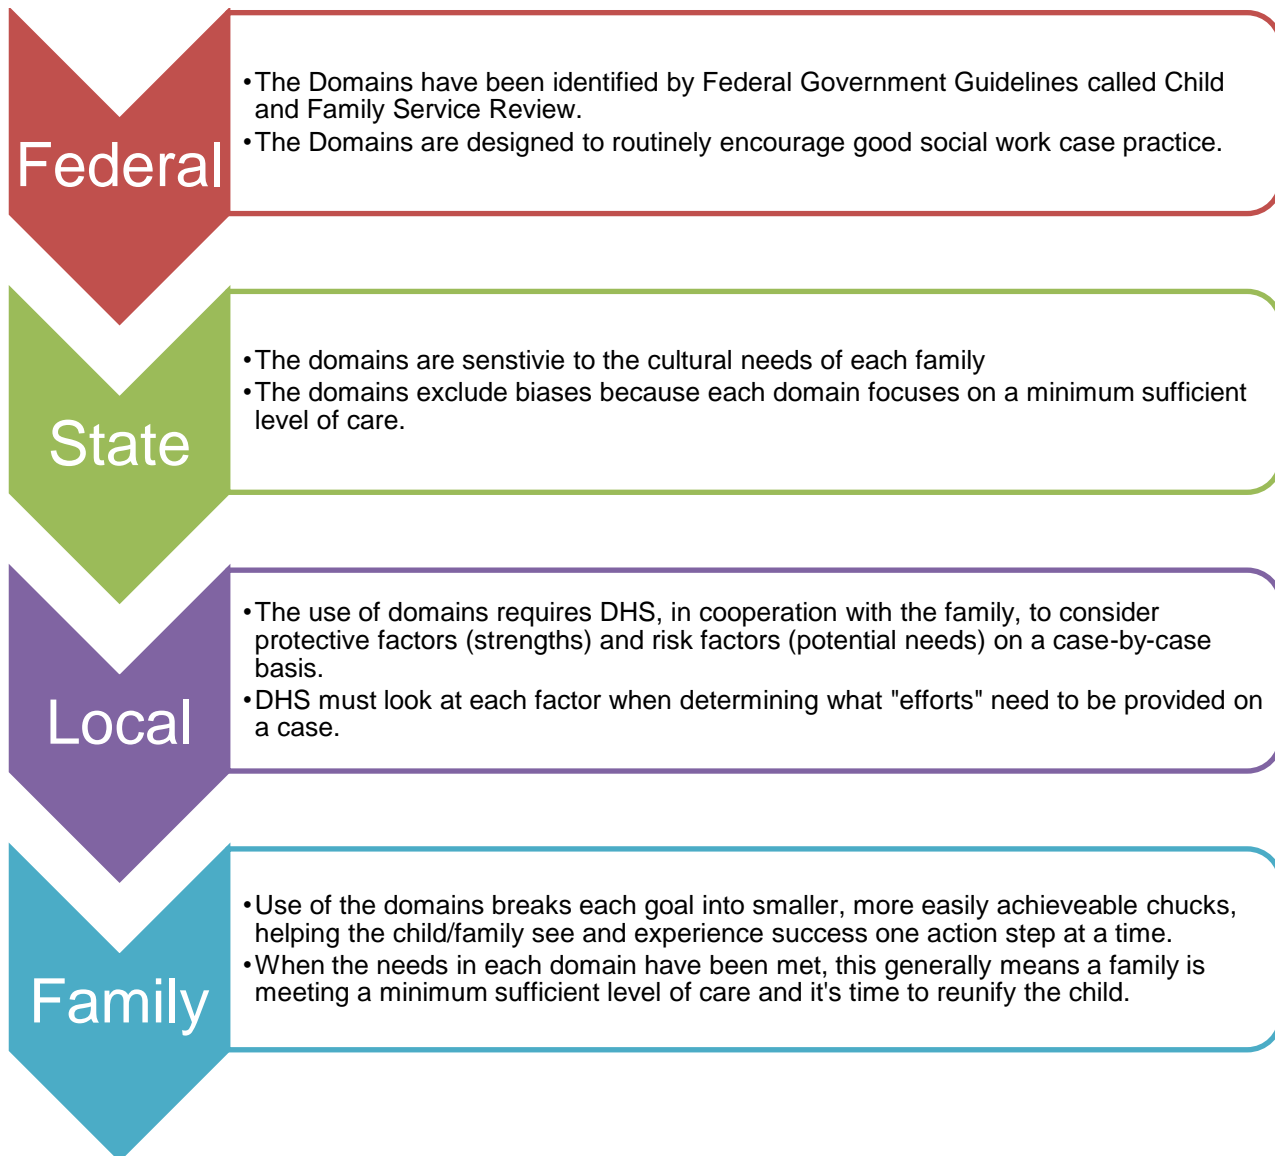 Federal
•The Domains have been identified by Federal Government Guidelines called Child
and Family Service Review.
•The Domains are designed to routinely encourage good social work case practice.
State
•The domains are senstivie to the cultural needs of each family
•The domains exclude biases because each domain focuses on a minimum sufficient
level of care.
Local
•The use of domains requires DHS, in cooperation with the family, to consider
protective factors (strengths) and risk factors (potential needs) on a case-by-case
basis.
•DHS must look at each factor when determining what "efforts" need to be provided on
a case.
Family
•Use of the domains breaks each goal into smaller, more easily achieveable chucks,
helping the child/family see and experience success one action step at a time.
•When the needs in each domain have been met, this generally means a family is
meeting a minimum sufficient level of care and it's time to reunify the child.